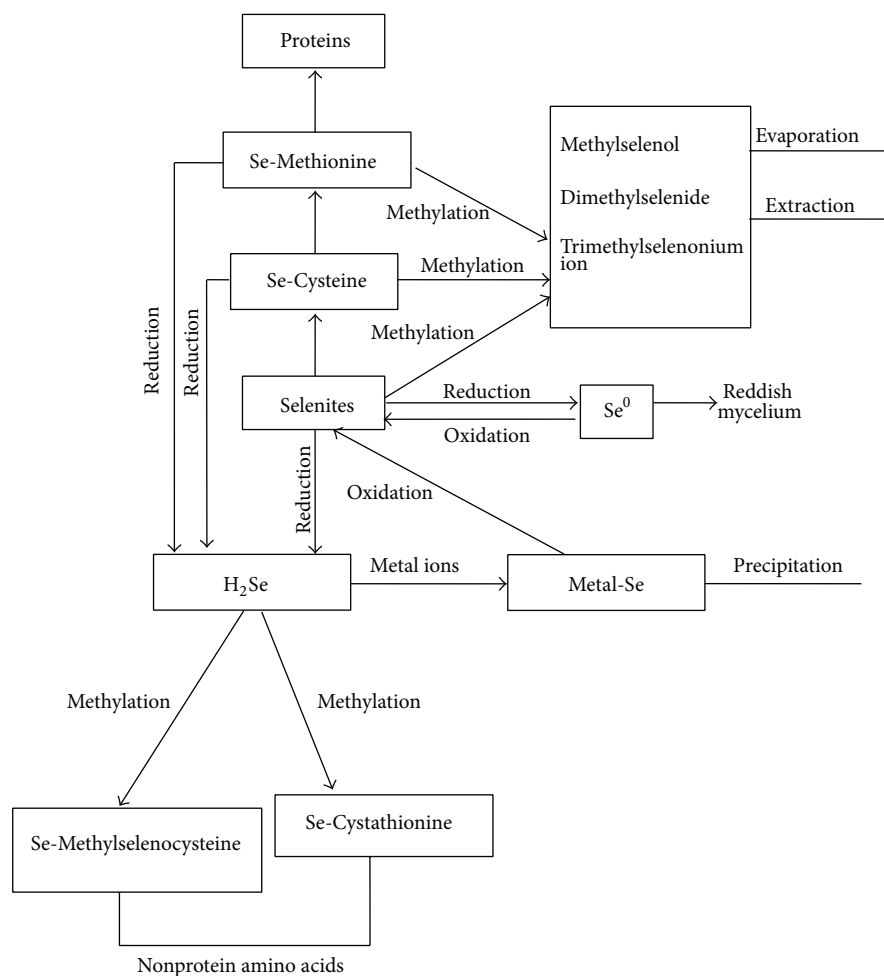 Proteins
Se-Methionine
Methylselenol
Evaporation
Methylation
Dimethylselenide
Extraction
Trimethylselenonium
ion
Se-Cysteine
Methylation
Reduction
Reduction
Methylation
Selenites
Reduction
Se⁰
Reddish
mycelium
Oxidation
Reduction
Oxidation
H₂Se
Metal ions
Metal-Se
Precipitation
Methylation
Methylation
Se-Methylselenocysteine
Se-Cystathionine
Nonprotein amino acids